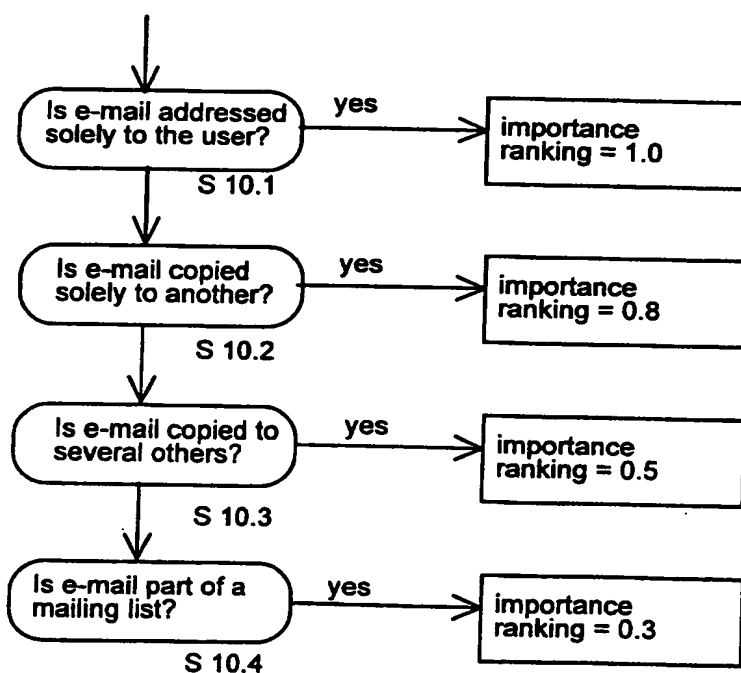 Is e-mail addressed
solely to the user?
yes
importance
ranking = 1.0
S 10.1
Is e-mail copied
solely to another?
yes
importance
ranking = 0.8
S 10.2
Is e-mail copied to
several others?
yes
importance
ranking = 0.5
S 10.3
Is e-mail part of a
mailing list?
yes
importance
ranking = 0.3
S 10.4